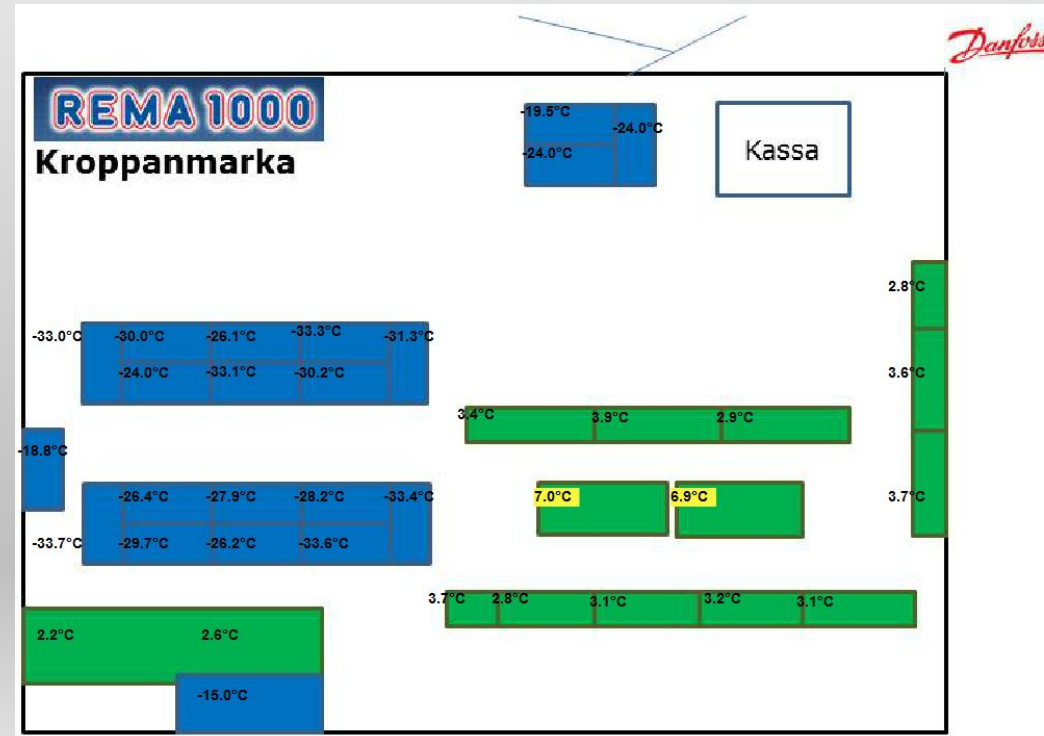 Danfoss
REMA 1000
Kroppanmarka
-19.5°C
-24.0°C
-24.0°C
Kassa
2.8°C
-33.0°C -30.0°C -26.1°C -33.3°C -31.3°C
-24.0°C -33.1°C -30.2°C
3.6°C
3.4°C 3.9°C 2.9°C
-18.8°C
-26.4°C -27.9°C -28.2°C -33.4°C
7.0°C 6.9°C
3.7°C
-33.7°C -29.7°C -26.2°C -33.6°C
3.7°C 2.8°C 3.1°C 3.2°C 3.1°C
2.2°C 2.6°C
-15.0°C